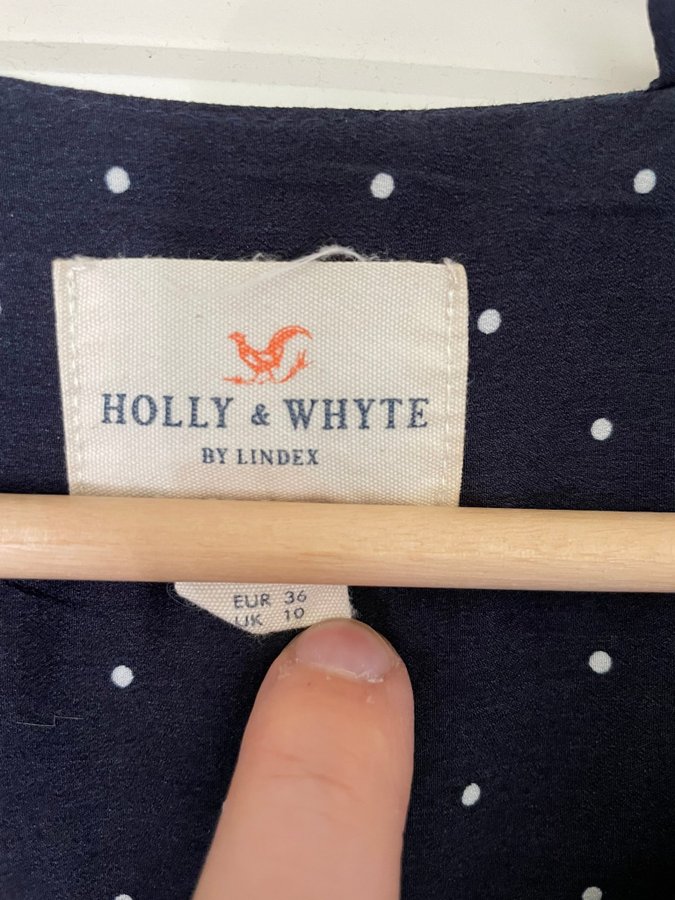 HOLLY & WHYTE
BY LINDEX
EUR 36
UK 10